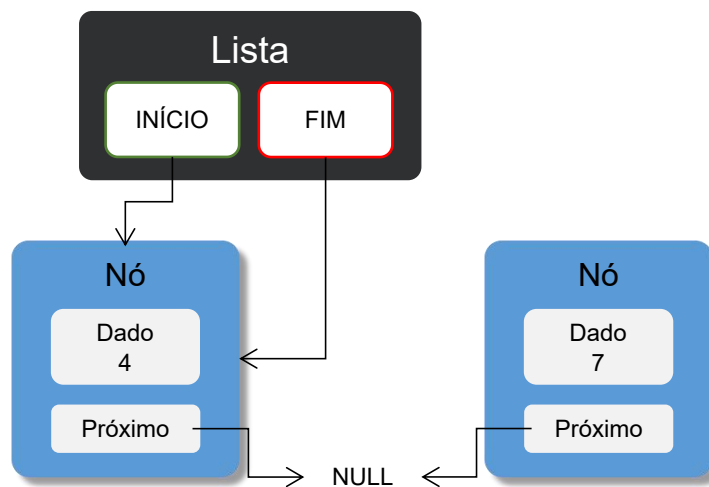 Lista
INÍCIO
FIM
Nó
Dado
4
Próximo
Nó
Dado
7
Próximo
NULL